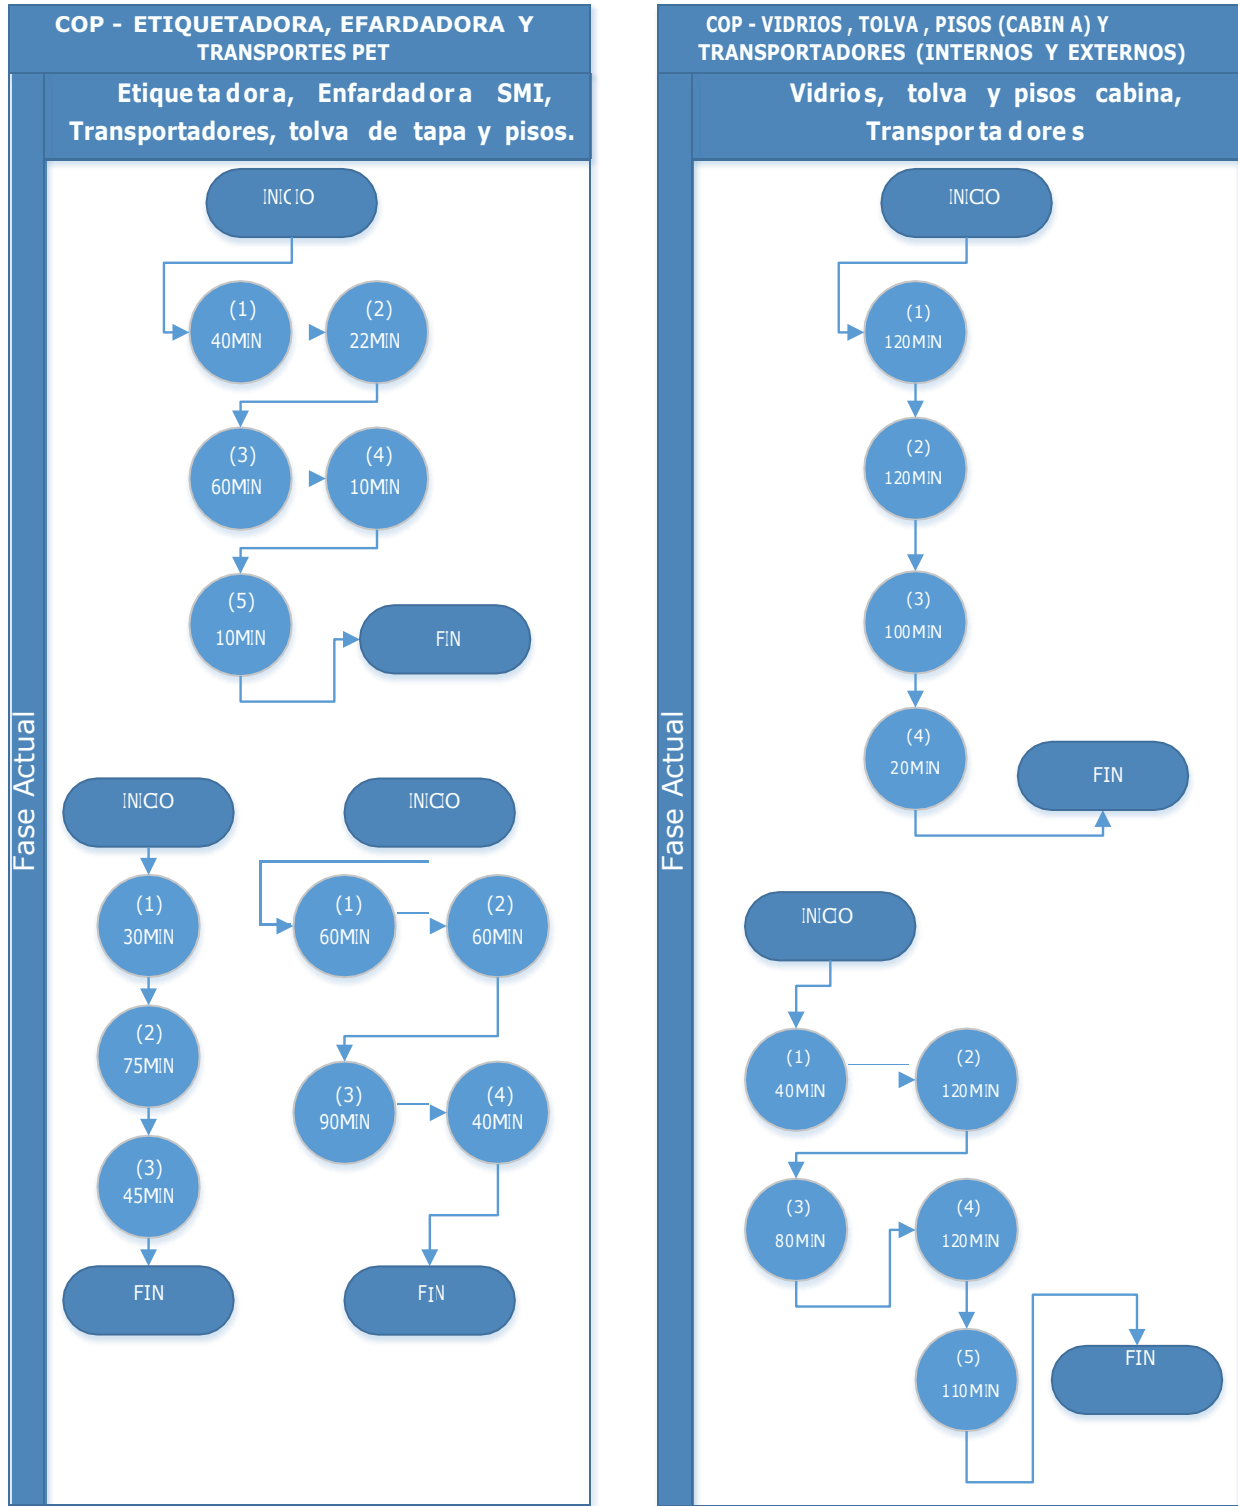 COP - ETIQUETADORA, EFARDADORA Y
TRANSPORTES PET
Etiquetadora, Enfardadora SMI,
Transportadores, tolva de tapa y pisos.
Fase Actual
INICIO
(1)
40MIN
(2)
22MIN
(3)
60MIN
(4)
10MIN
(5)
10MIN
FIN
INICIO
(1)
30MIN
(2)
75MIN
(3)
45MIN
FIN
INICIO
(1)
60MIN
(2)
60MIN
(3)
90MIN
(4)
40MIN
FIN
COP - VIDRIOS , TOLVA , PISOS (CABIN A) Y
TRANSPORTADORES (INTERNOS Y EXTERNOS)
Vidrios, tolva y pisos cabina,
Transportadores
Fase Actual
INICIO
(1)
120MIN
(2)
120MIN
(3)
100MIN
(4)
20MIN
FIN
INICIO
(1)
40MIN
(2)
120MIN
(3)
80MIN
(4)
120MIN
(5)
110MIN
FIN